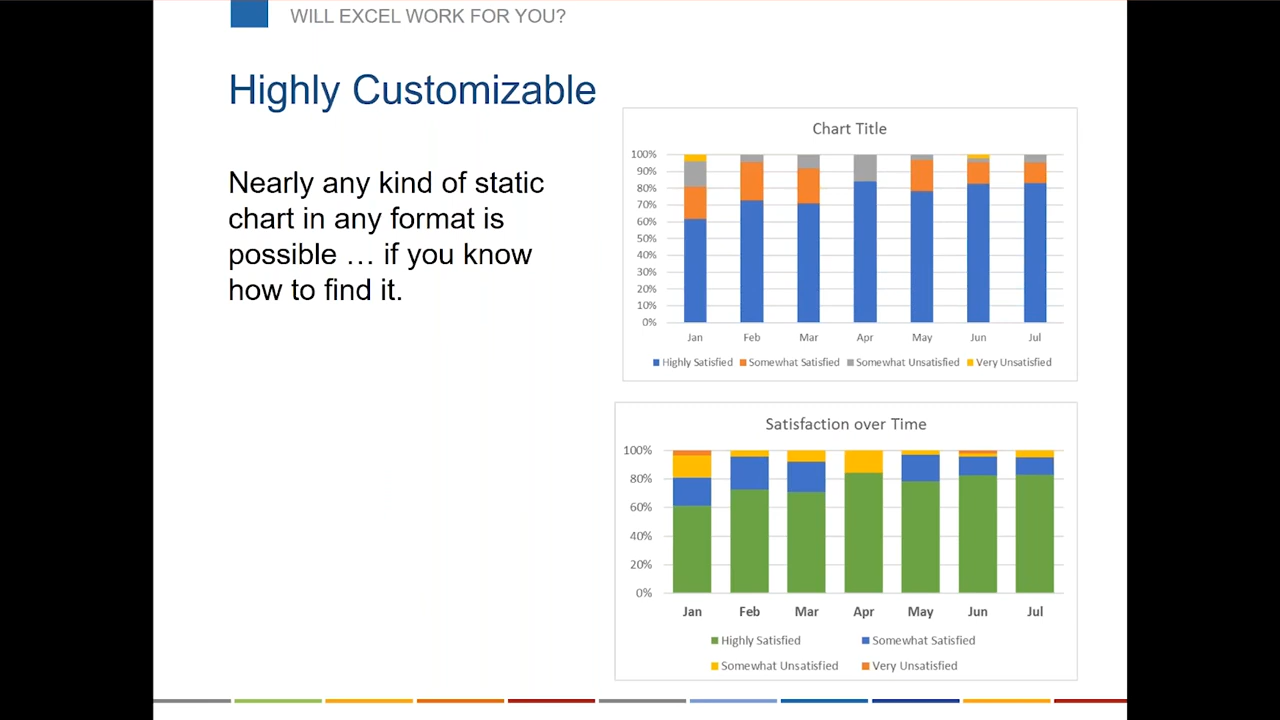 WILL EXCEL WORK FOR YOU?
Highly Customizable
Nearly any kind of static
chart in any format is
possible … if you know
how to find it.
Chart Title
100%
90%
80%
70%
60%
50%
40%
30%
20%
10%
0%
Jan Feb Mar Apr May Jun Jul
Highly Satisfied Somewhat Satisfied Somewhat Unsatisfied Very Unsatisfied
Satisfaction over Time
100%
80%
60%
40%
20%
0%
Jan Feb Mar Apr May Jun Jul
Highly Satisfied Somewhat Satisfied
Somewhat Unsatisfied Very Unsatisfied